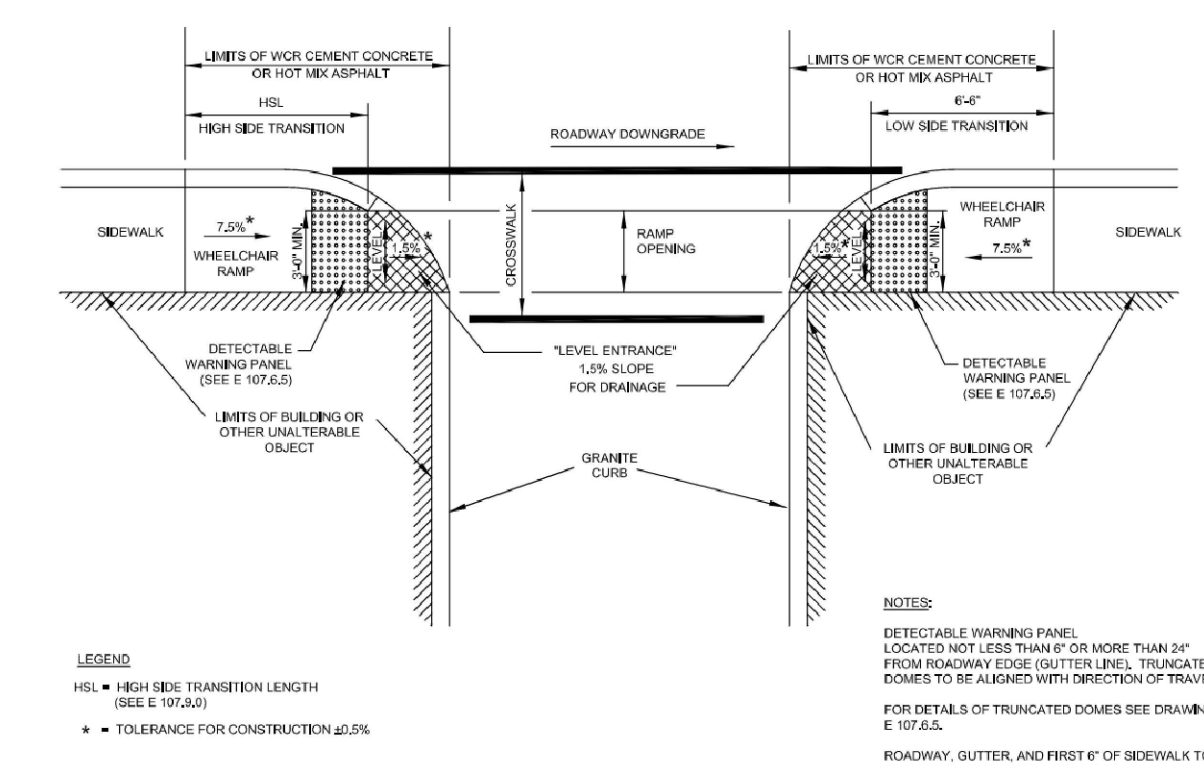 LIMITS OF WCR CEMENT CONCRETE
OR HOT MIX ASPHALT
HSL
HIGH SIDE TRANSITION
ROADWAY DOWNGRADE
LIMITS OF WCR CEMENT CONCRETE
OR HOT MIX ASPHALT
6'-6"
LOW SIDE TRANSITION
SIDEWALK
7.5%*
WHEELCHAIR
RAMP
3'-0" MIN.
LEVEL
1.5%*
CROSSWALK
RAMP
OPENING
1.5%*
LEVEL
3'-0" MIN.
WHEELCHAIR
RAMP
7.5%*
SIDEWALK
DETECTABLE
WARNING PANEL
(SEE E 107.6.5)
"LEVEL ENTRANCE"
1.5% SLOPE
FOR DRAINAGE
DETECTABLE
WARNING PANEL
(SEE E 107.6.5)
LIMITS OF BUILDING OR
OTHER UNALTERABLE
OBJECT
GRANITE
CURB
LIMITS OF BUILDING OR
OTHER UNALTERABLE
OBJECT
LEGEND
HSL = HIGH SIDE TRANSITION LENGTH
(SEE E 107.9.0)
* = TOLERANCE FOR CONSTRUCTION ±0.5%
NOTES:
DETECTABLE WARNING PANEL
LOCATED NOT LESS THAN 6" OR MORE THAN 24"
FROM ROADWAY EDGE (GUTTER LINE). TRUNCATE
DOMES TO BE ALIGNED WITH DIRECTION OF TRAVE
FOR DETAILS OF TRUNCATED DOMES SEE DRAWIN
E 107.6.5.
ROADWAY, GUTTER, AND FIRST 6" OF SIDEWALK TO